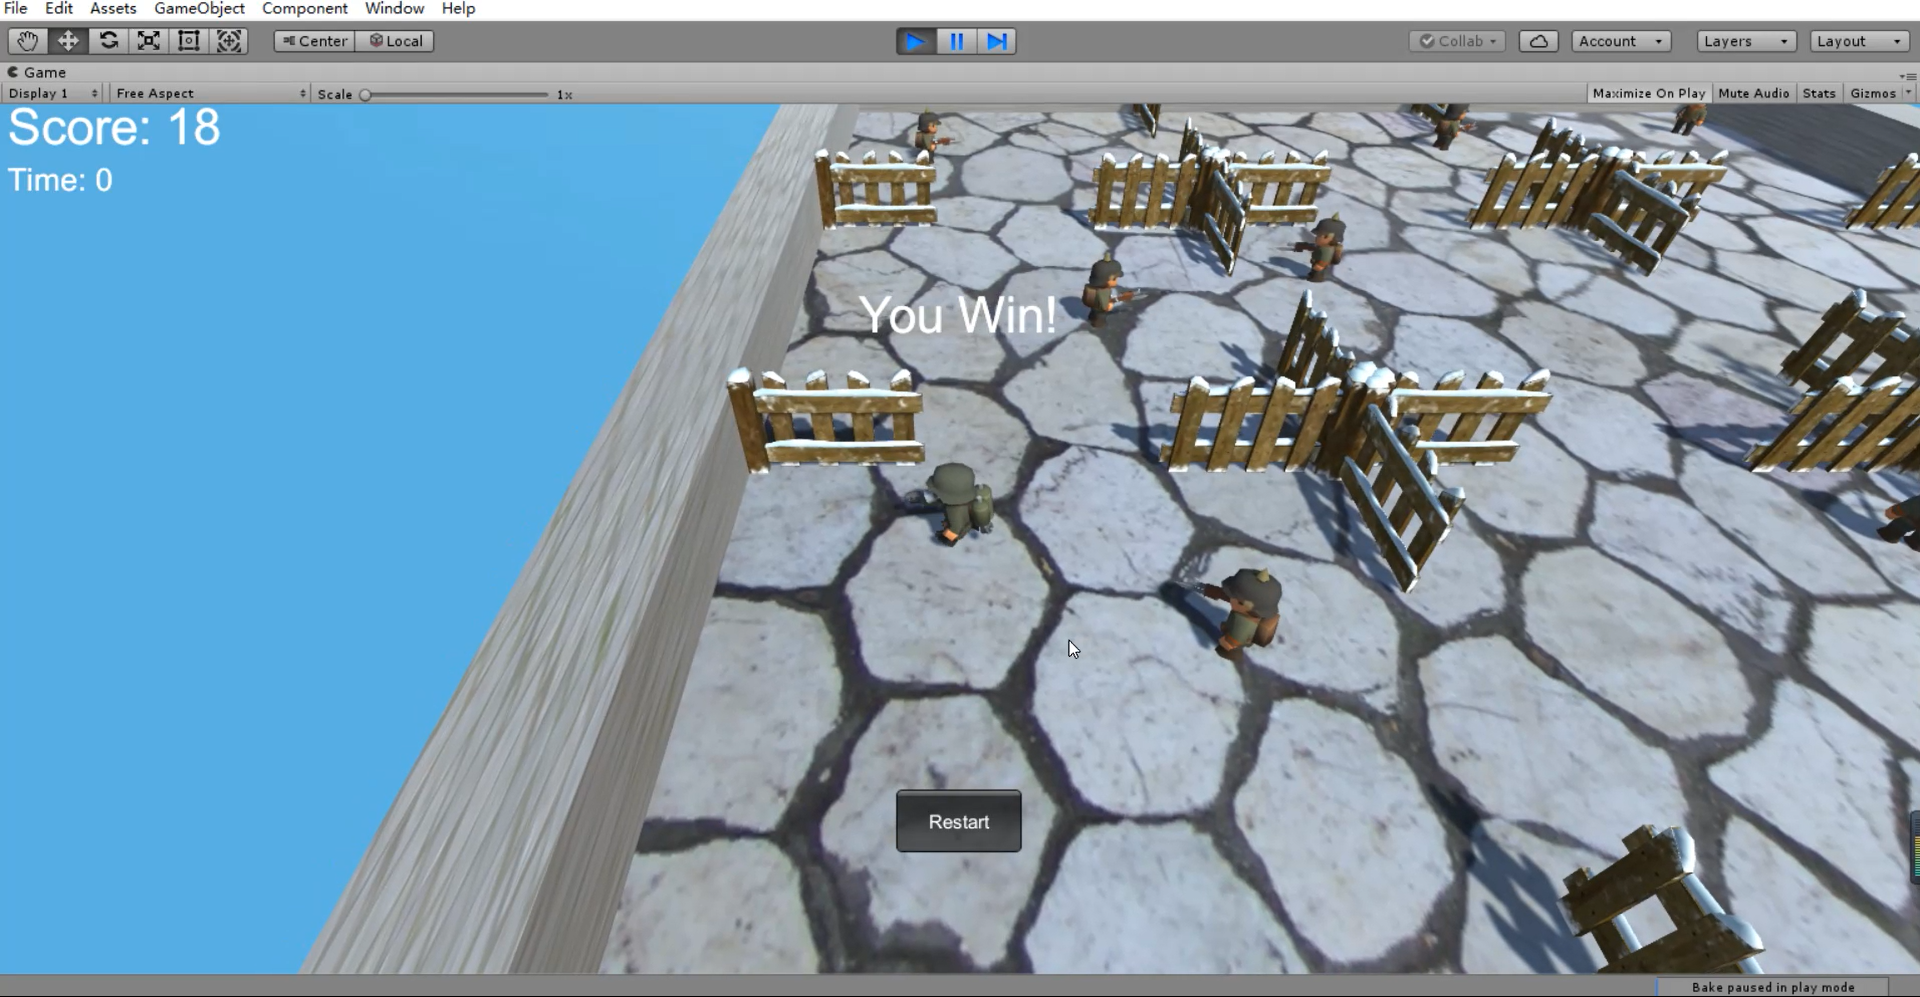 File Edit Assets GameObject Component Window Help
Center Local Collab Account Layers Layout
Game
Display 1 Free Aspect Scale 1x Maximize On Play Mute Audio Stats Gizmos
Score: 18
Time: 0
You Win!
Restart
Bake paused in play mode